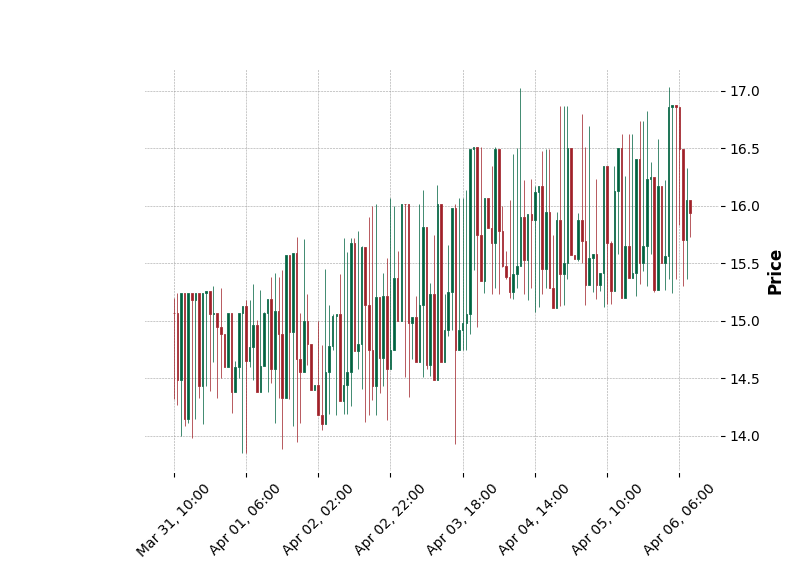 17.0
16.5
16.0
15.5
15.0
14.5
14.0
Price
Mar 31, 10:00
Apr 01, 06:00
Apr 02, 02:00
Apr 02, 22:00
Apr 03, 18:00
Apr 04, 14:00
Apr 05, 10:00
Apr 06, 06:00